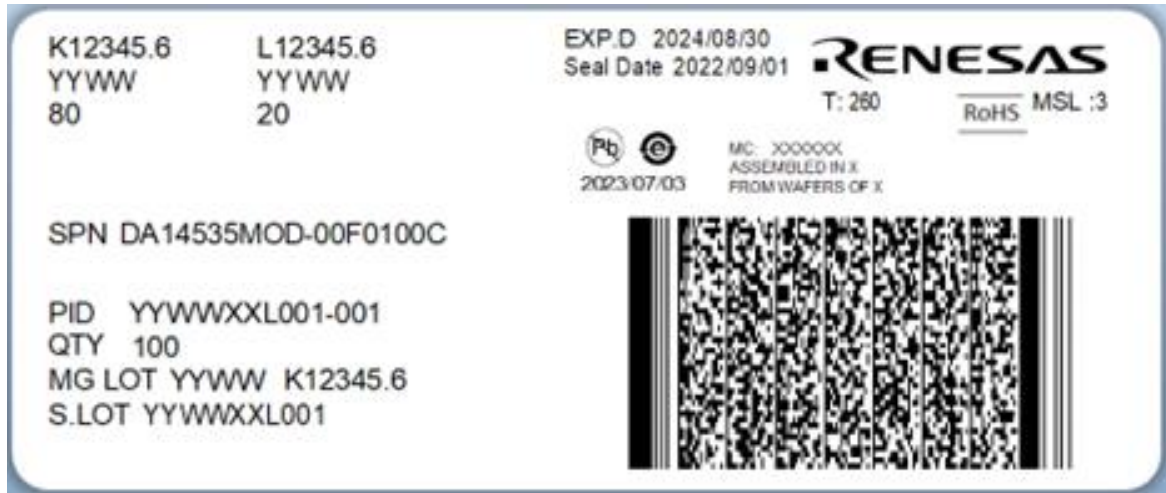 K12345.6 L12345.6
YYWW YYWW
80 20
EXP.D 2024/08/30
Seal Date 2022/09/01
RENESAS
T: 260 RoHS MSL :3
Pb e
2023/07/03
MC: XXXXXXX
ASSEMBLED IN X
FROM WAFERS OF X
SPN DA14535MOD-00F0100C
PID YYWWXXL001-001
QTY 100
MG LOT YYWW K12345.6
S.LOT YYWWXXL001